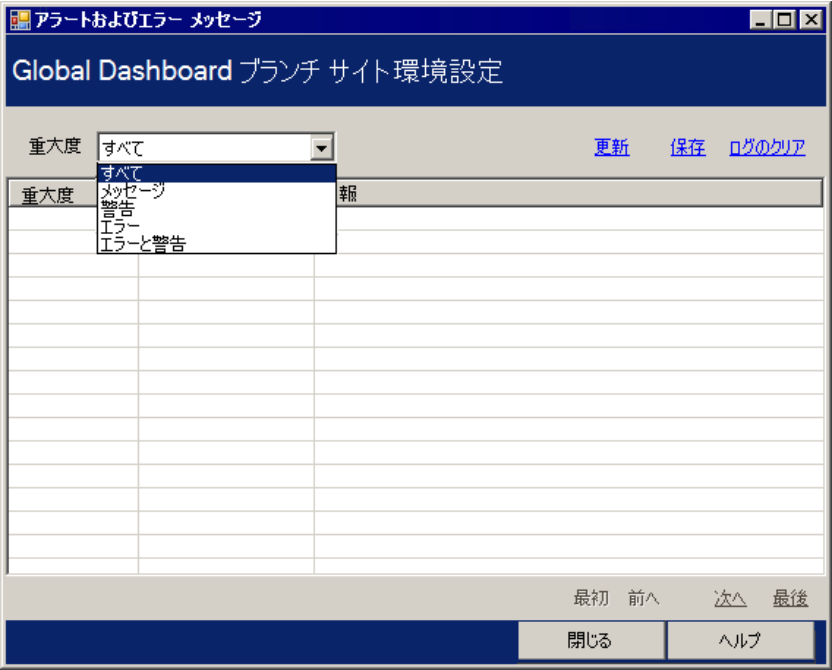 アラートおよびエラー メッセージ
Global Dashboard ブランチ サイト環境設定
重大度 すべて 更新 保存 ログのクリア
すべて
メッセージ
警告
エラー
エラーと警告
重大度 報
最初 前へ 次へ 最後
閉じる ヘルプ